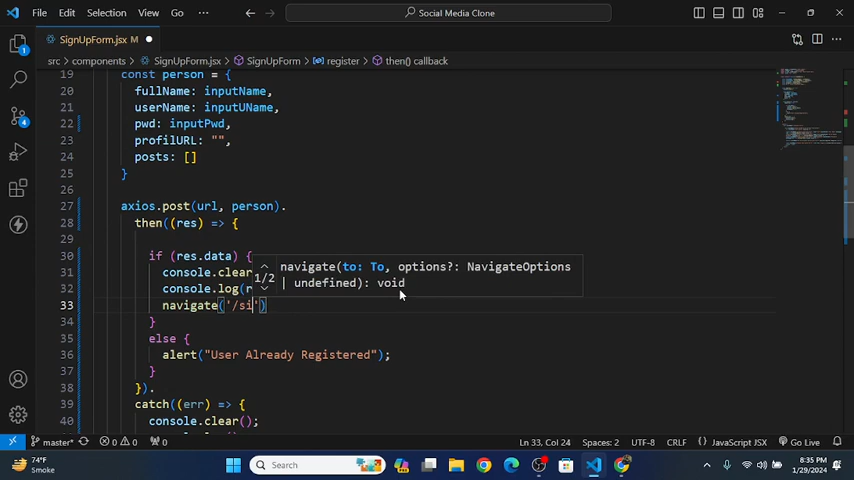 File Edit Selection View Go ... Social Media Clone
SignUpForm.jsx M
src > components > SignUpForm.jsx > SignUpForm > register > then() callback
19 const person = {
20 fullName: inputName,
21 userName: inputUName,
22 pwd: inputPwd,
23 profilURL: "",
24 posts: []
25 }
26
27 axios.post(url, person).
28 then((res) => {
29
30 if (res.data) {
31 console.clear
32 console.log(r
33 navigate('/si')
34 }
35 else {
36 alert("User Already Registered");
37 }
38 }).
39 catch((err) => {
40 console.clear();
1/2
navigate(to: To, options?: NavigateOptions
| undefined): void
1
4
master* 0 0 0 Ln 33, Col 24 Spaces: 2 UTF-8 CRLF {} JavaScript JSX Go Live
74°F
Smoke
Search
8:35 PM
1/29/2024